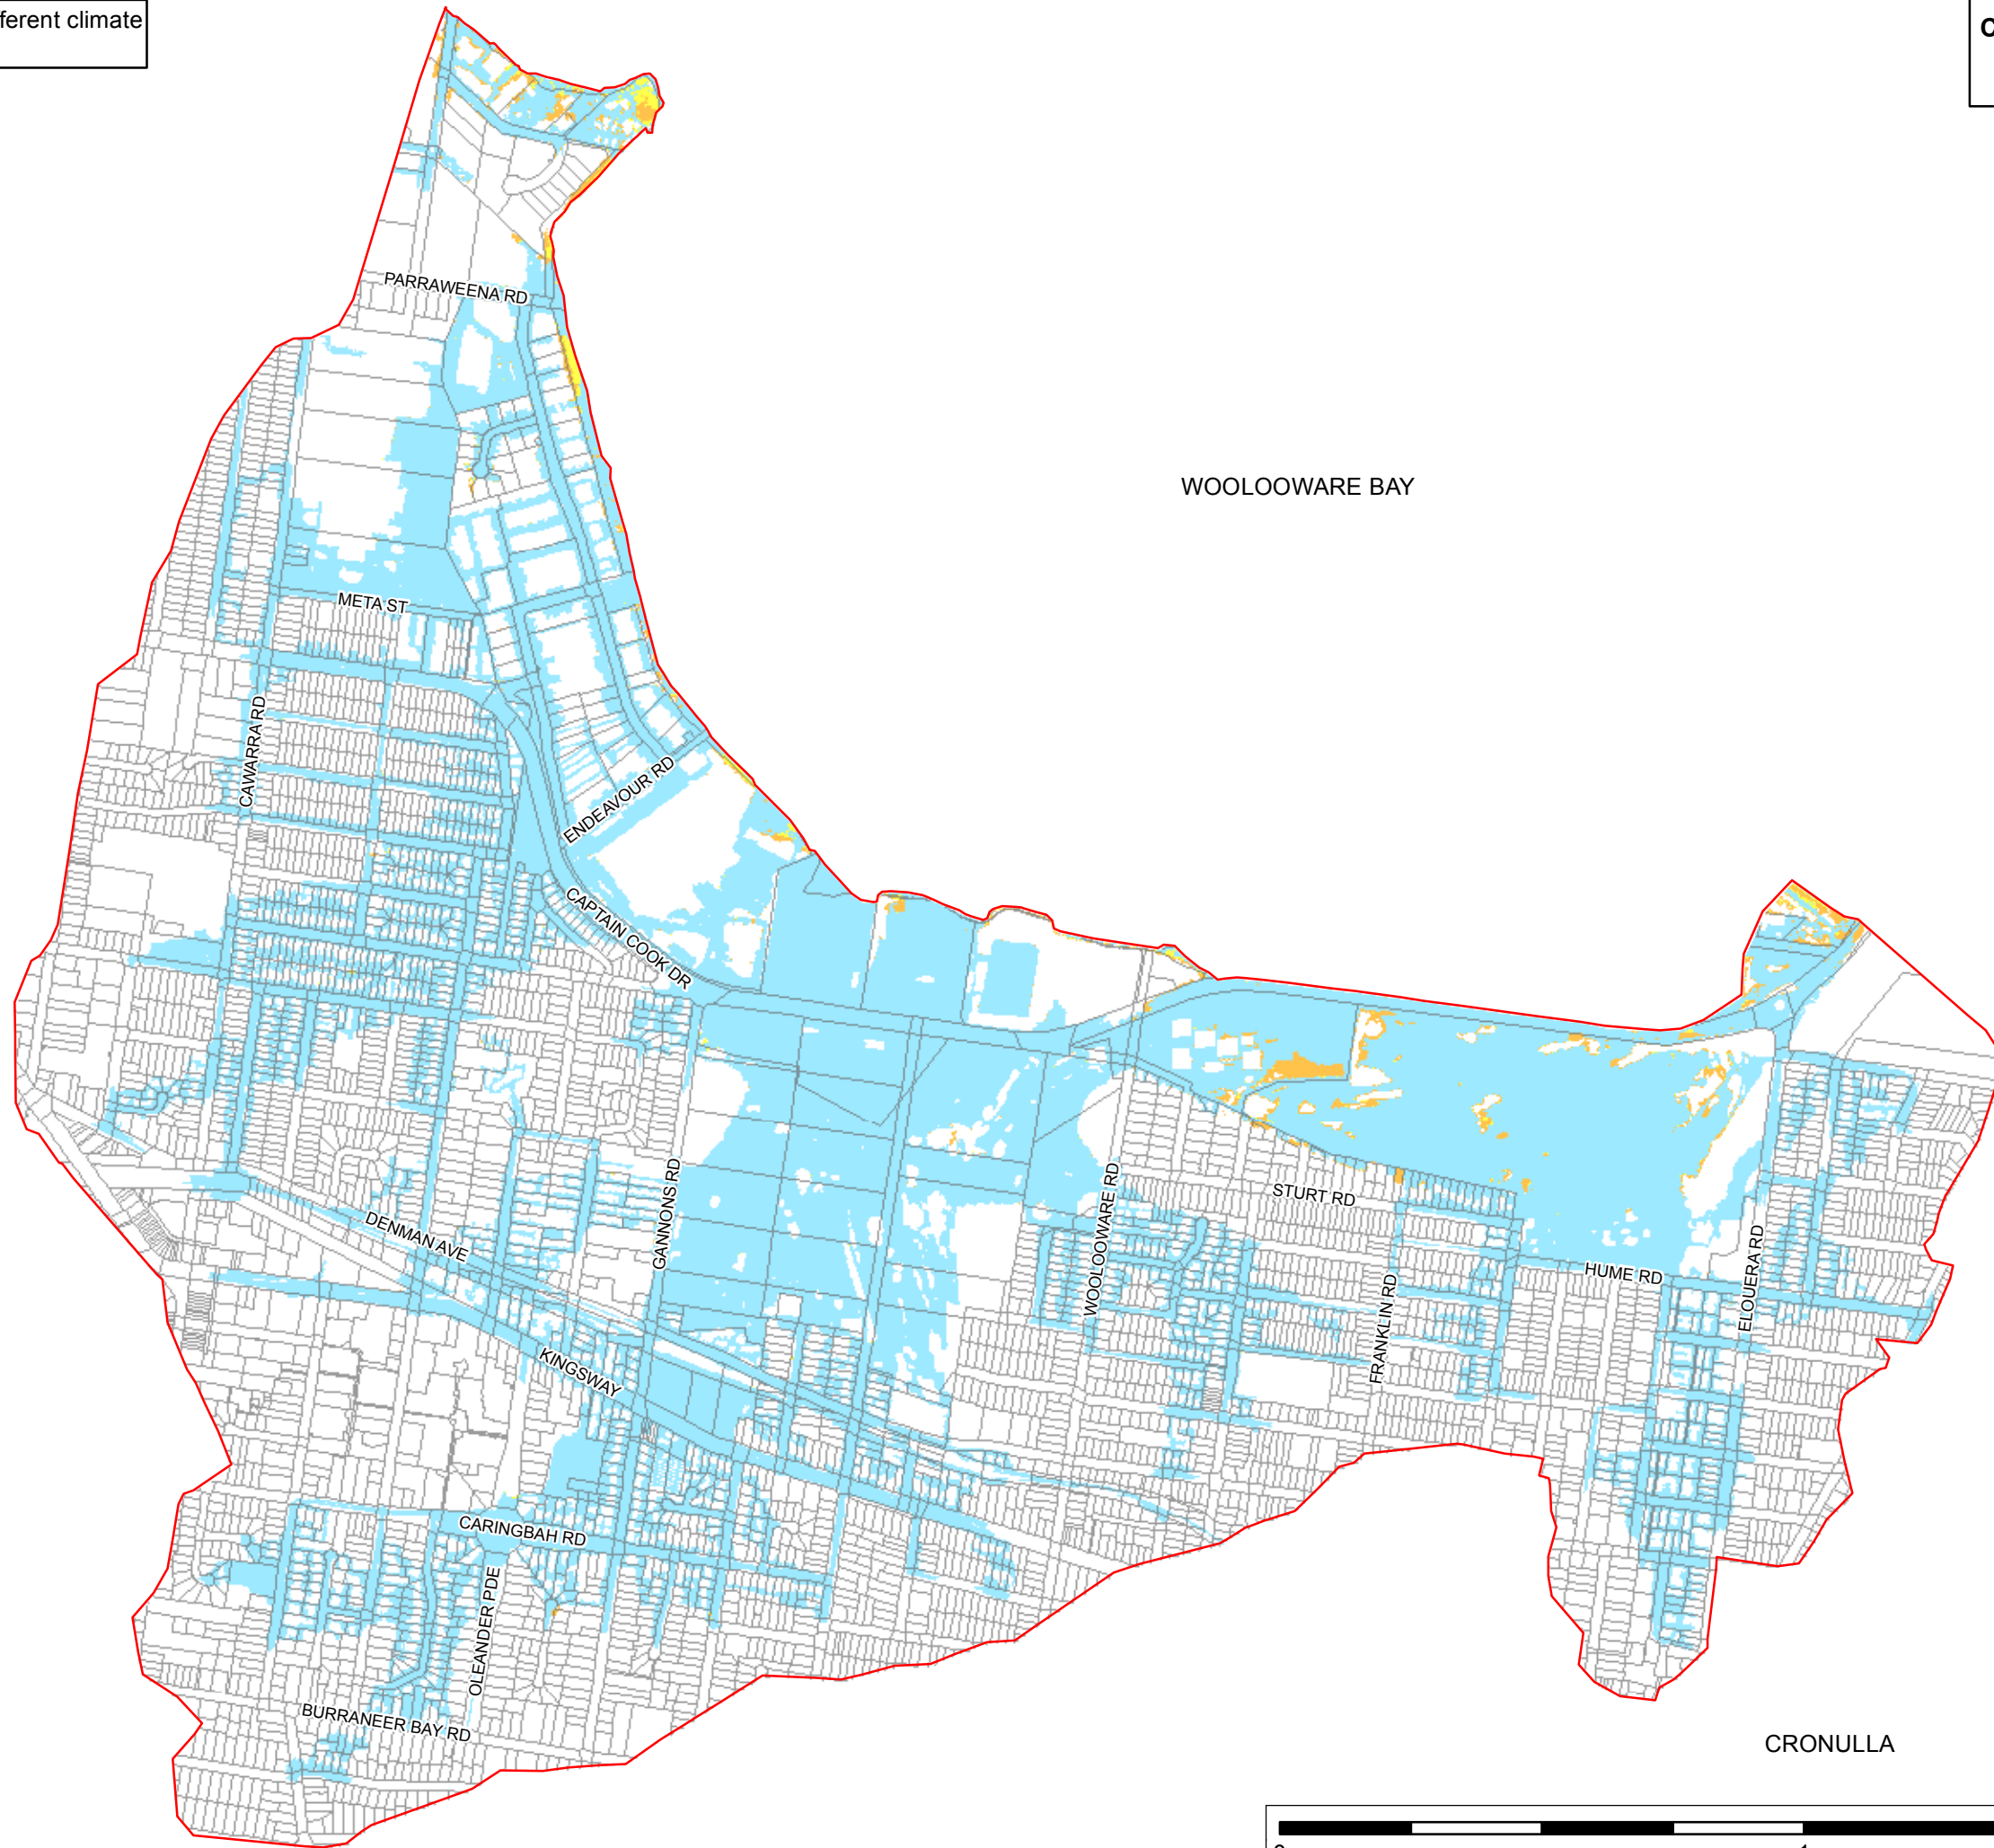 fferent climate
PARRAWEENA RD
WOOLOOWARE BAY
META ST
CAWARRA RD
ENDEAVOUR RD
CAPTAIN COOK DR
GANNONS RD
WOOLOOWARE RD
STURT RD
DENMAN AVE
HUME RD
ELOUERA RD
FRANKLIN RD
KINGSWAY
CARINGBAH RD
OLEANDER PDE
BURRANEER BAY RD
CRONULLA